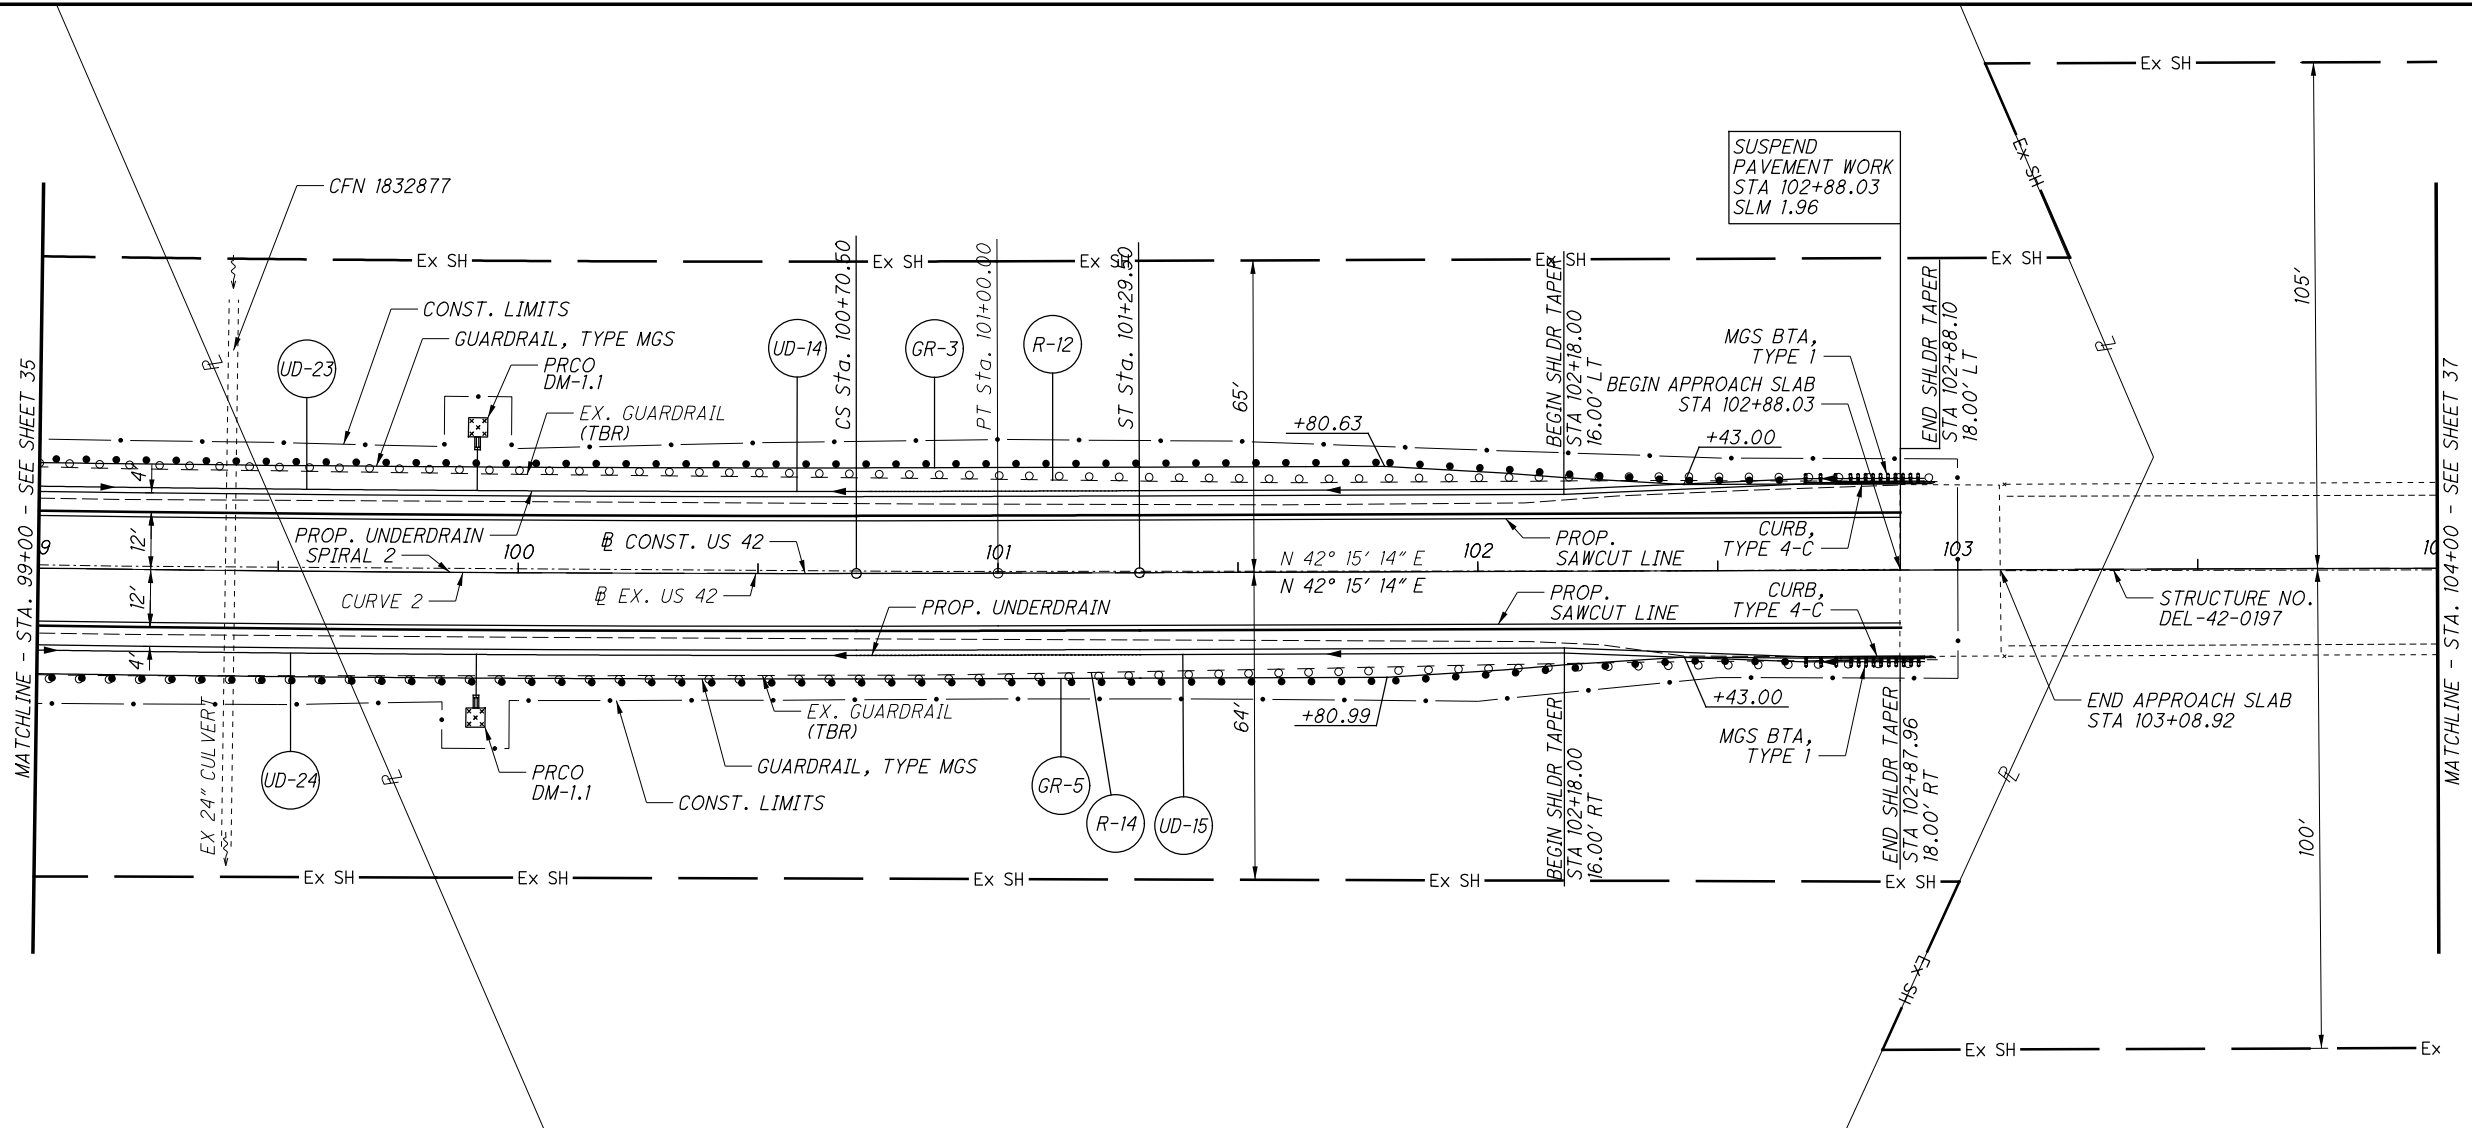 Ex SH
SUSPEND
PAVEMENT WORK
STA 102+88.03
SLM 1.96
Ex SH
CFN 1832877
Ex SH
Ex SH
Ex SH
Ex SH
Ex SH
CS Sta. 100+70.50
PT Sta. 101+00.00
ST Sta. 101+29.50
BEGIN SHLDR TAPER
STA 102+18.00
16.00' LT
END SHLDR TAPER
STA 102+88.10
18.00' LT
105'
65'
CONST. LIMITS
GUARDRAIL, TYPE MGS
PRCO
DM-1.1
EX. GUARDRAIL
(TBR)
UD-23
UD-14
GR-3
R-12
MGS BTA,
TYPE 1
BEGIN APPROACH SLAB
STA 102+88.03
+80.63
+43.00
PL
PL
MATCHLINE - STA. 99+00 - SEE SHEET 35
MATCHLINE - STA. 104+00 - SEE SHEET 37
4'
12'
PROP. UNDERDRAIN
SPIRAL 2
9
100
BL CONST. US 42
101
N 42° 15' 14" E
102
PROP.
SAWCUT LINE
CURB,
TYPE 4-C
103
10
12'
CURVE 2
BL EX. US 42
N 42° 15' 14" E
PROP. UNDERDRAIN
PROP.
SAWCUT LINE
CURB,
TYPE 4-C
STRUCTURE NO.
DEL-42-0197
4'
EX 24" CULVERT
UD-24
PL
PRCO
DM-1.1
EX. GUARDRAIL
(TBR)
GUARDRAIL, TYPE MGS
CONST. LIMITS
GR-5
R-14
UD-15
64'
+80.99
BEGIN SHLDR TAPER
STA 102+18.00
16.00' RT
+43.00
MGS BTA,
TYPE 1
END SHLDR TAPER
STA 102+87.96
18.00' RT
PL
END APPROACH SLAB
STA 103+08.92
100'
Ex SH
Ex SH
Ex SH
Ex SH
Ex SH
Ex SH
Ex SH
Ex